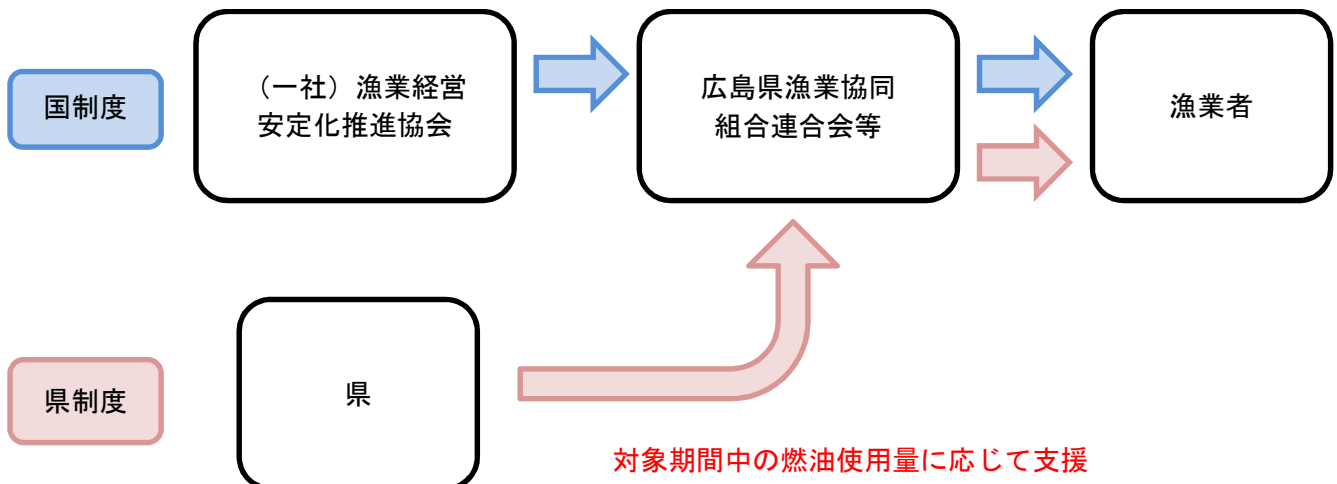 国制度
（一社）漁業経営
安定化推進協会
広島県漁業協同
組合連合会等
漁業者
県制度
県
対象期間中の燃油使用量に応じて支援